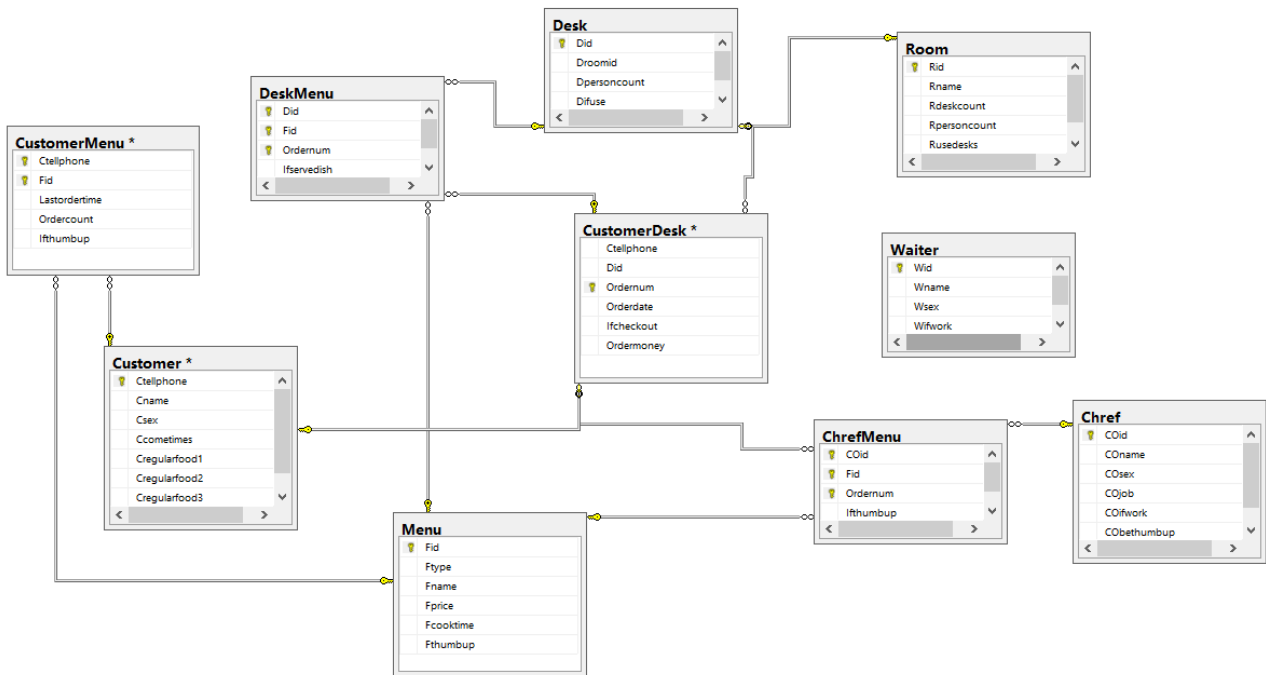 Desk
Did
Droomid
Dpersoncount
Difuse
Room
Rid
Rname
Rdeskcount
Rpersoncount
Rusedesks
DeskMenu
Did
Fid
Ordernum
Ifservedish
CustomerMenu *
Ctellphone
Fid
Lastordertime
Ordercount
Ifthumbup
CustomerDesk *
Ctellphone
Did
Ordernum
Orderdate
Ifcheckout
Ordermoney
Waiter
Wid
Wname
Wsex
Wifwork
Customer *
Ctellphone
Cname
Csex
Ccometimes
Cregularfood1
Cregularfood2
Cregularfood3
ChrefMenu
COid
Fid
Ordernum
Ifthumbup
Chref
COid
COname
COsex
COjob
COifwork
CObethumbup
Menu
Fid
Ftype
Fname
Fprice
Fcooktime
Fthumbup